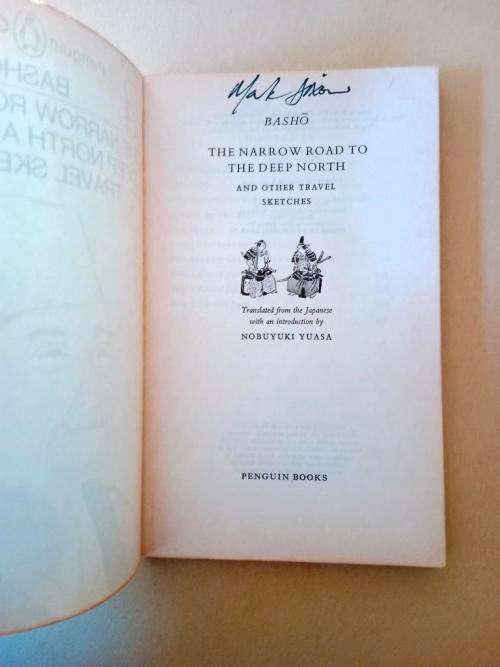 BASHŌ
THE NARROW ROAD TO
THE DEEP NORTH
AND OTHER TRAVEL
SKETCHES
Translated from the Japanese
with an introduction by
NOBUYUKI YUASA
PENGUIN BOOKS